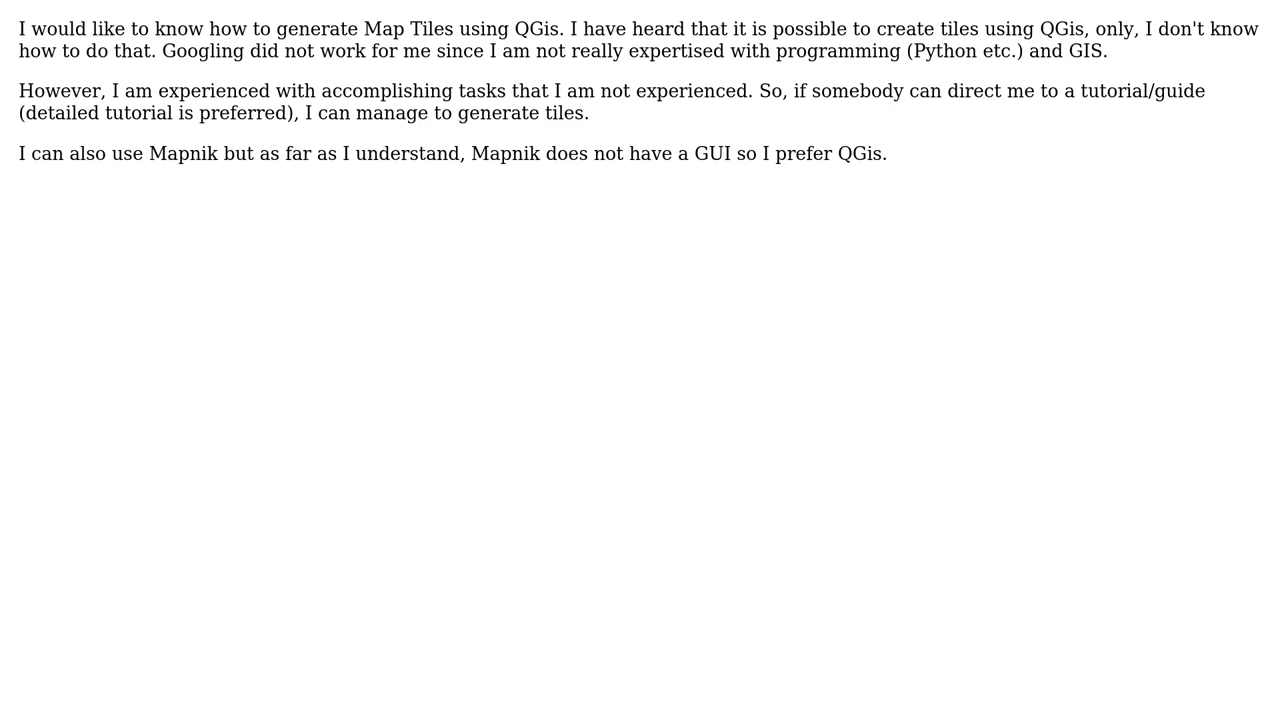 I would like to know how to generate Map Tiles using QGis. I have heard that it is possible to create tiles using QGis, only, I don't know
how to do that. Googling did not work for me since I am not really expertised with programming (Python etc.) and GIS.
However, I am experienced with accomplishing tasks that I am not experienced. So, if somebody can direct me to a tutorial/guide
(detailed tutorial is preferred), I can manage to generate tiles.
I can also use Mapnik but as far as I understand, Mapnik does not have a GUI so I prefer QGis.